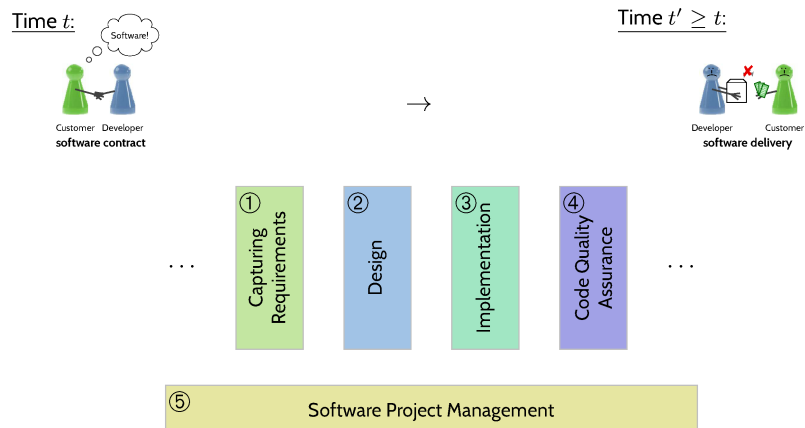 Time t:
Software!
Customer Developer
software contract
→
Time t′ ≥ t:
✘
Developer Customer
software delivery
...
① Capturing
Requirements
② Design
③ Implementation
④ Code Quality
Assurance
...
⑤ Software Project Management